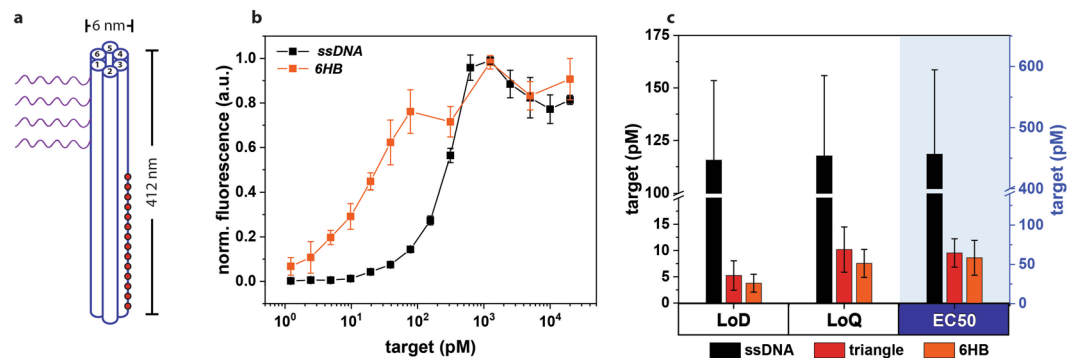 a
6 nm
5
6 4
1 3
2
412 nm
b
norm. fluorescence (a.u.)
1.0
0.8
0.6
0.4
0.2
0.0
ssDNA
6HB
10⁰ 10¹ 10² 10³ 10⁴
target (pM)
c
target (pM)
175
150
125
100
15
10
5
0
600
500
400
100
50
0
target (pM)
LoD LoQ EC50
ssDNA triangle 6HB